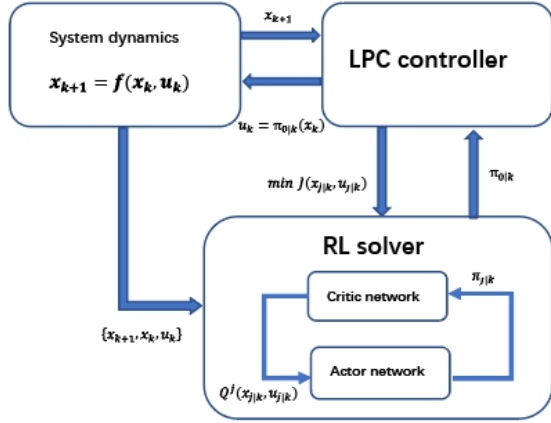 System dynamics
x_{k+1} = f(x_k, u_k)
x_{k+1}
LPC controller
u_k = π_{0|k}(x_k)
min J(x_{j|k}, u_{j|k})
π_{0|k}
RL solver
Critic network
π_{j|k}
{x_{k+1}, x_k, u_k}
Actor network
Q^j(x_{j|k}, u_{j|k})